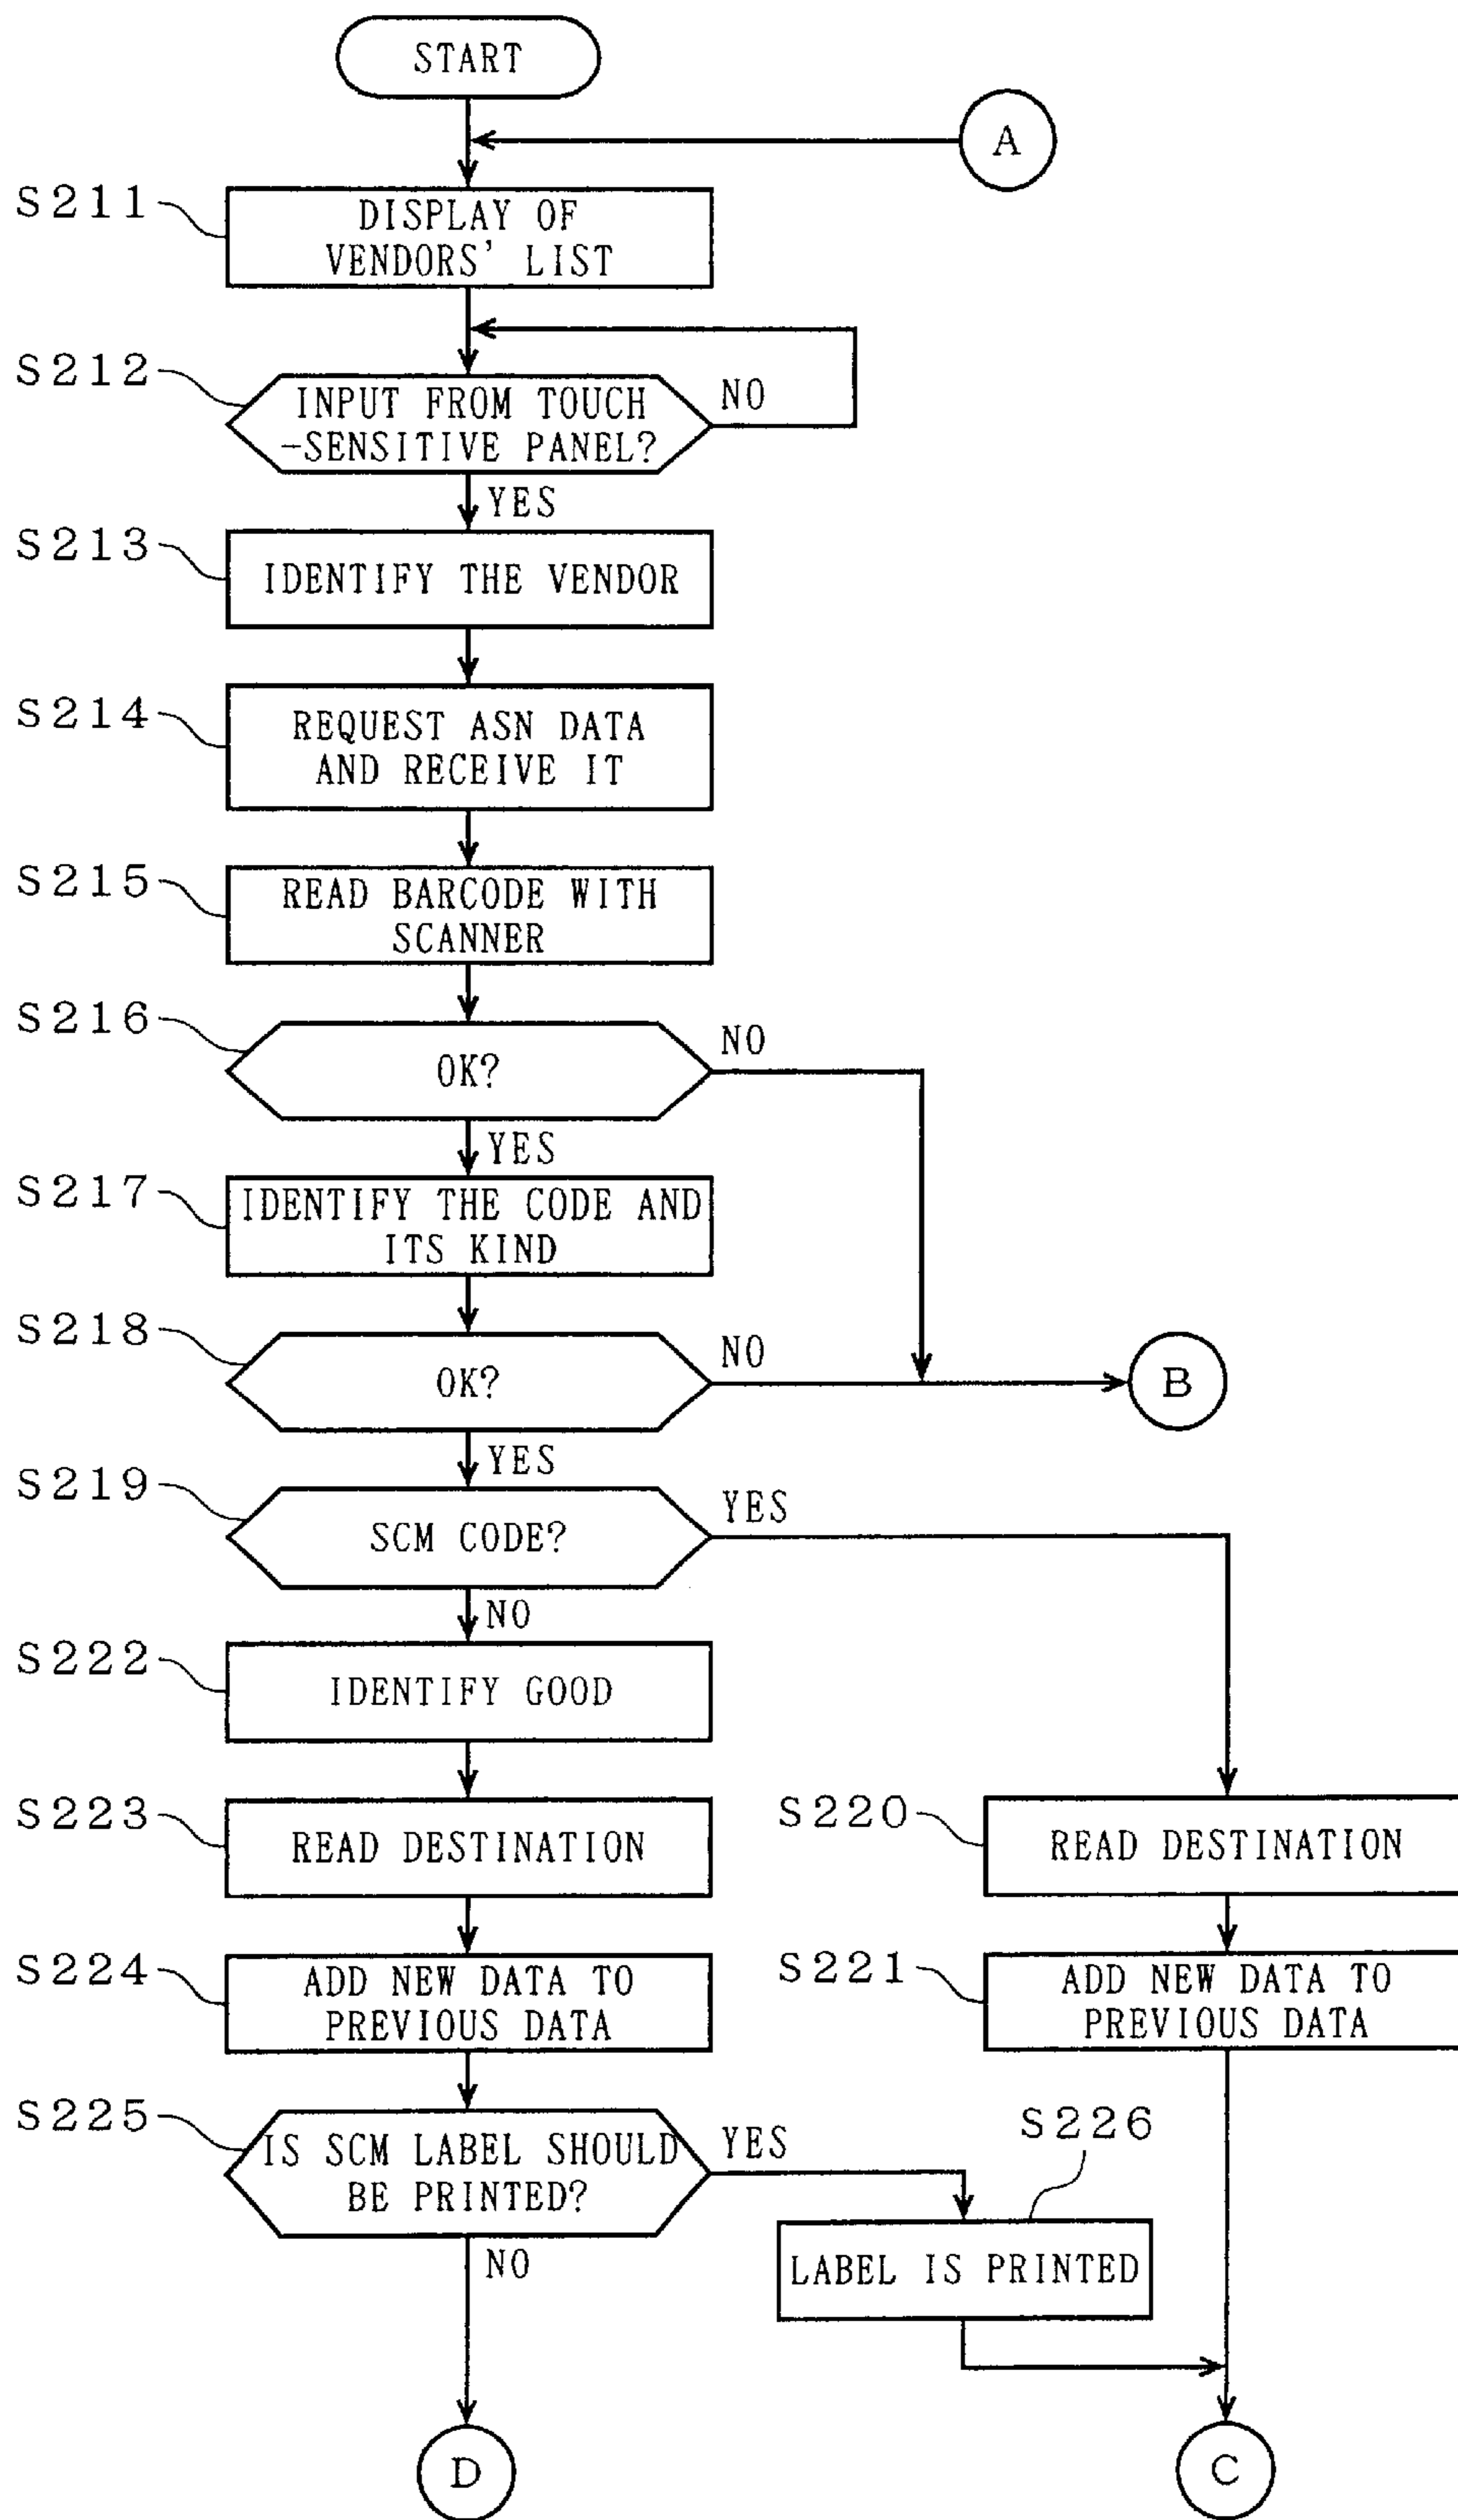 START
A
S211
DISPLAY OF
VENDORS' LIST
S212
INPUT FROM TOUCH
-SENSITIVE PANEL?
NO
YES
S213
IDENTIFY THE VENDOR
S214
REQUEST ASN DATA
AND RECEIVE IT
S215
READ BARCODE WITH
SCANNER
S216
OK?
NO
YES
S217
IDENTIFY THE CODE AND
ITS KIND
S218
OK?
NO
B
YES
S219
SCM CODE?
YES
NO
S222
IDENTIFY GOOD
S223
READ DESTINATION
S220
READ DESTINATION
S224
ADD NEW DATA TO
PREVIOUS DATA
S221
ADD NEW DATA TO
PREVIOUS DATA
S225
IS SCM LABEL SHOULD
BE PRINTED?
YES
S226
LABEL IS PRINTED
NO
D
C